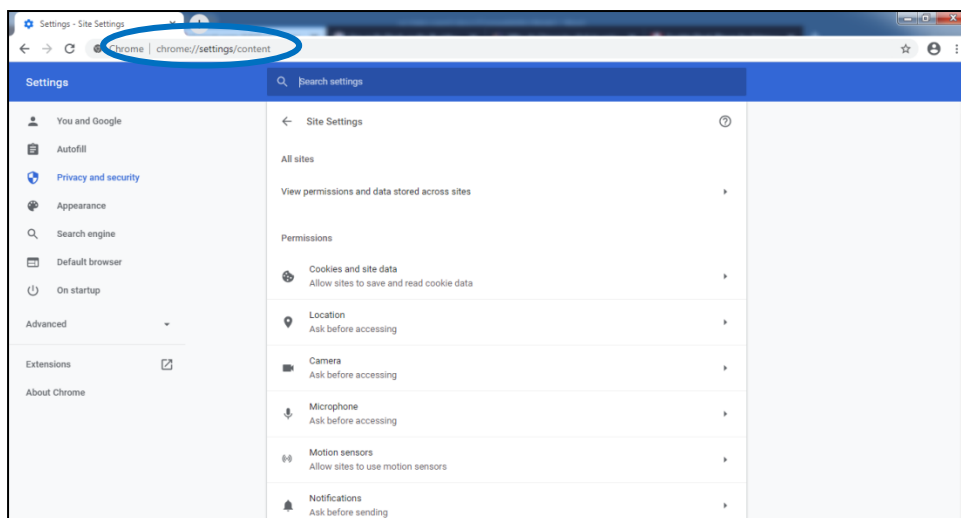 Settings - Site Settings
Chrome | chrome://settings/content
Settings
Search settings
You and Google
Autofill
Privacy and security
Appearance
Search engine
Default browser
On startup
Advanced
Extensions
About Chrome
Site Settings
All sites
View permissions and data stored across sites
Permissions
Cookies and site data
Allow sites to save and read cookie data
Location
Ask before accessing
Camera
Ask before accessing
Microphone
Ask before accessing
Motion sensors
Allow sites to use motion sensors
Notifications
Ask before sending